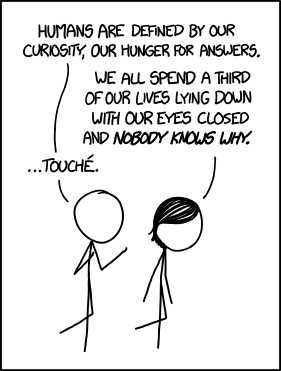 HUMANS ARE DEFINED BY OUR
CURIOSITY, OUR HUNGER FOR ANSWERS.
WE ALL SPEND A THIRD
OF OUR LIVES LYING DOWN
WITH OUR EYES CLOSED
AND NOBODY KNOWS WHY.
...TOUCHÉ.